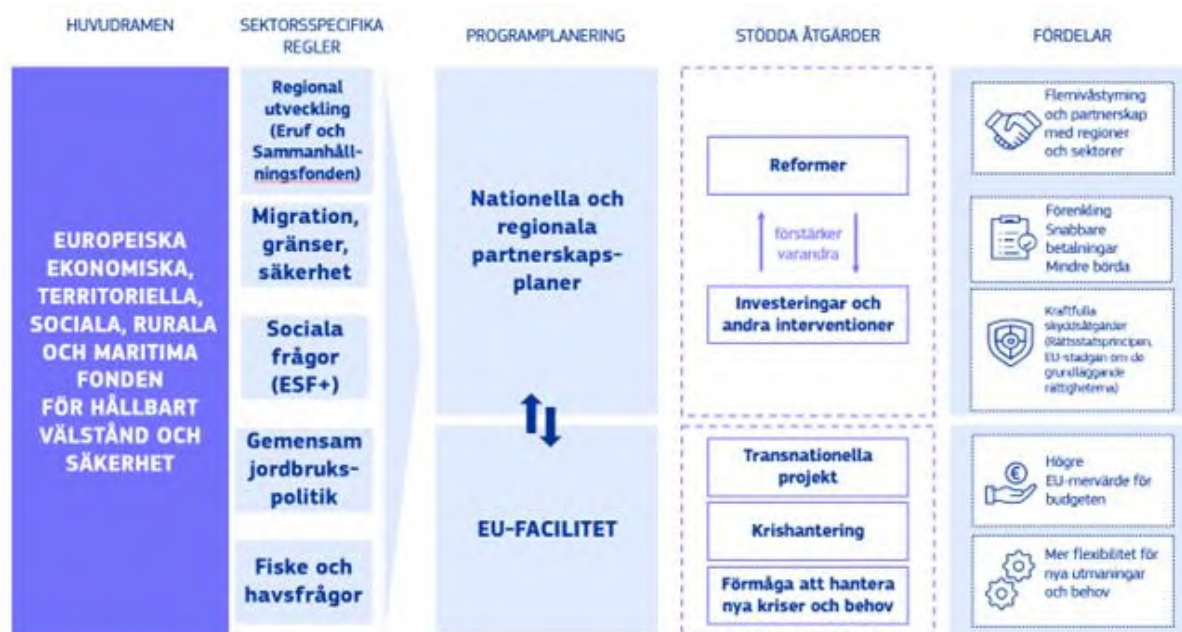 HUVUDRAMEN
SEKTORSSPECIFIKA
REGLER
PROGRAMPLANERING
STÖDDA ÅTGÄRDER
FÖRDELAR
EUROPEISKA
EKONOMISKA,
TERRITORIELLA,
SOCIALA, RURALA
OCH MARITIMA
FONDEN
FÖR HÅLLBART
VÄLSTÅND OCH
SÄKERHET
Regional
utveckling
(Eruf och
Sammanhåll-
ningsfonden)
Migration,
gränser,
säkerhet
Sociala
frågor
(ESF+)
Gemensam
jordbruks-
politik
Fiske och
havsfrågor
Nationella och
regionala
partnerskaps-
planer
EU-FACILITET
Reformer
förstärker
varandra
Investeringar och
andra interventioner
Transnationella
projekt
Krishantering
Förmåga att hantera
nya kriser och behov
Flernivåstyrning
och partnerskap
med regioner
och sektorer
Förenkling
Snabbare
betalningar
Mindre börda
Kraftfulla
skyddsåtgärder
(Rättsstatsprincipen,
EU-stadgan om de
grundläggande
rättigheterna)
Högre
EU-mervärde för
budgeten
Mer flexibilitet för
nya utmaningar
och behov